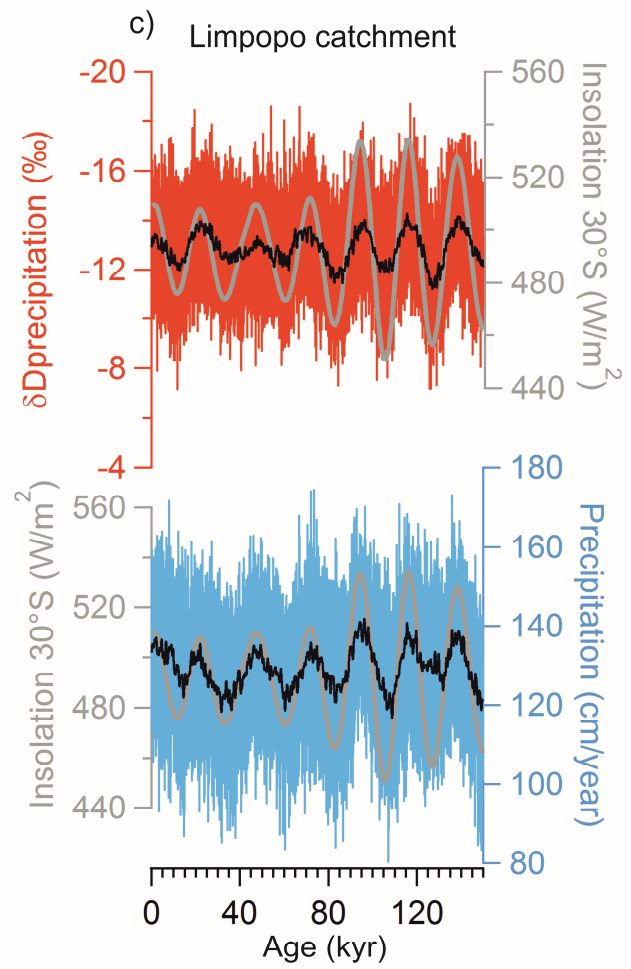 c) Limpopo catchment
δDprecipitation (‰)
-20
-16
-12
-8
-4
560
520
480
440
Insolation 30°S (W/m²)
Insolation 30°S (W/m²)
560
520
480
440
180
160
140
120
100
80
Precipitation (cm/year)
0 40 80 120
Age (kyr)